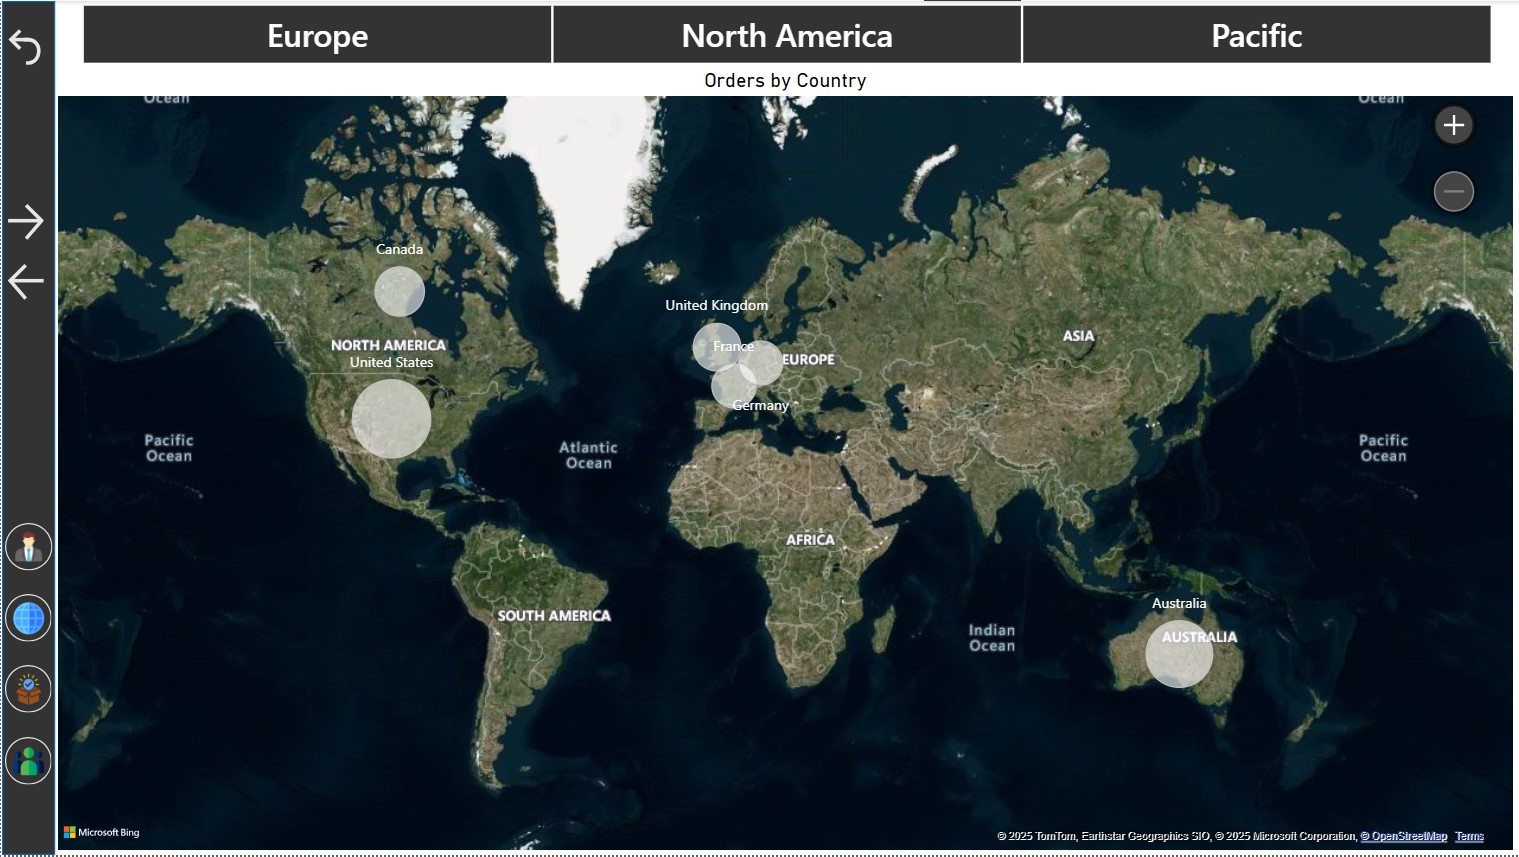 Europe
North America
Pacific
Orders by Country
Ocean
Ocean
Canada
United Kingdom
NORTH AMERICA
United States
France
EUROPE
ASIA
Germany
Pacific
Ocean
Atlantic
Ocean
Pacific
Ocean
AFRICA
SOUTH AMERICA
Indian
Ocean
Australia
AUSTRALIA
Microsoft Bing
© 2025 TomTom, Earthstar Geographics SIO, © 2025 Microsoft Corporation, © OpenStreetMap Terms